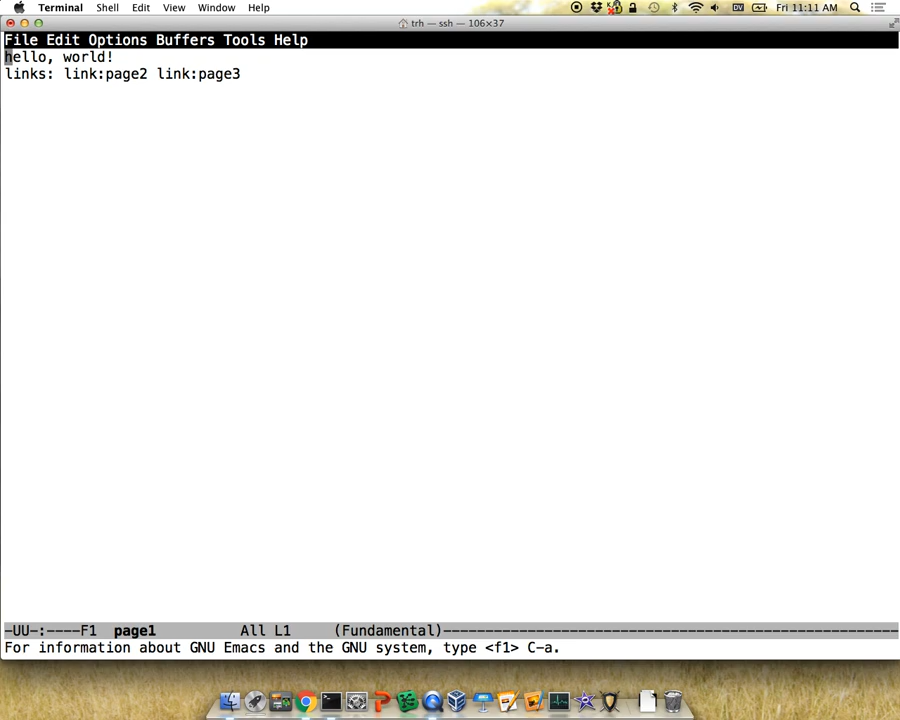 Terminal Shell Edit View Window Help Fri 11:11 AM
trh — ssh — 106×37
File Edit Options Buffers Tools Help
hello, world!
links: link:page2 link:page3
-UU-:----F1 page1 All L1 (Fundamental)--------------------------------------------------
For information about GNU Emacs and the GNU system, type <f1> C-a.